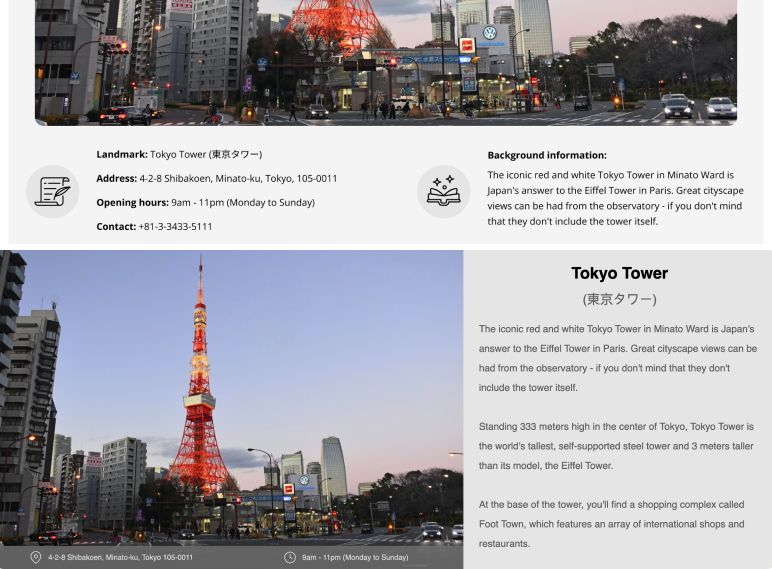 Landmark: Tokyo Tower (東京タワー)
Address: 4-2-8 Shibakoen, Minato-ku, Tokyo, 105-0011
Opening hours: 9am - 11pm (Monday to Sunday)
Contact: +81-3-3433-5111
Background information:
The iconic red and white Tokyo Tower in Minato Ward is
Japan's answer to the Eiffel Tower in Paris. Great cityscape
views can be had from the observatory - if you don't mind
that they don't include the tower itself.
4-2-8 Shibakoen, Minato-ku, Tokyo 105-0011
9am - 11pm (Monday to Sunday)
Tokyo Tower
(東京タワー)
The iconic red and white Tokyo Tower in Minato Ward is Japan's
answer to the Eiffel Tower in Paris. Great cityscape views can be
had from the observatory - if you don't mind that they don't
include the tower itself.
Standing 333 meters high in the center of Tokyo, Tokyo Tower is
the world's tallest, self-supported steel tower and 3 meters taller
than its model, the Eiffel Tower.
At the base of the tower, you'll find a shopping complex called
Foot Town, which features an array of international shops and
restaurants.